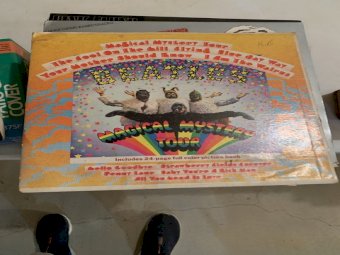 Magical Mystery Tour
The Fool On The Hill Flying Blue Jay Way
Your Mother Should Know I Am The Walrus
BEATLES
MAGICAL MYSTERY
TOUR
Includes 24-page full color picture book
Hello Goodbye Strawberry Fields Forever
Penny Lane Baby You're A Rich Man
All You Need Is Love
COVER